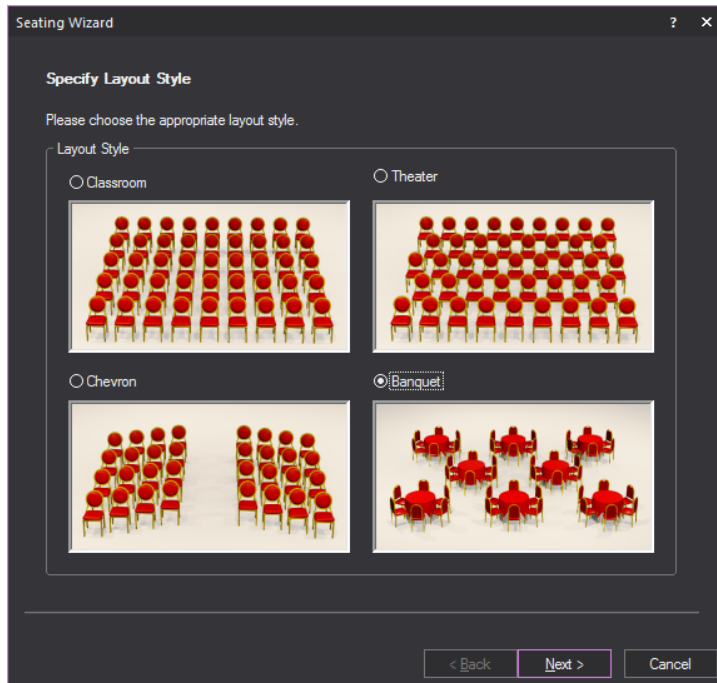 Seating Wizard ? ×
Specify Layout Style
Please choose the appropriate layout style.
Layout Style
Classroom
Theater
Chevron
Banquet
< Back Next > Cancel